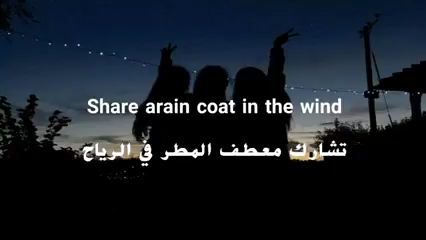 Share arain coat in the wind
تشارك معطف المطر في الرياح